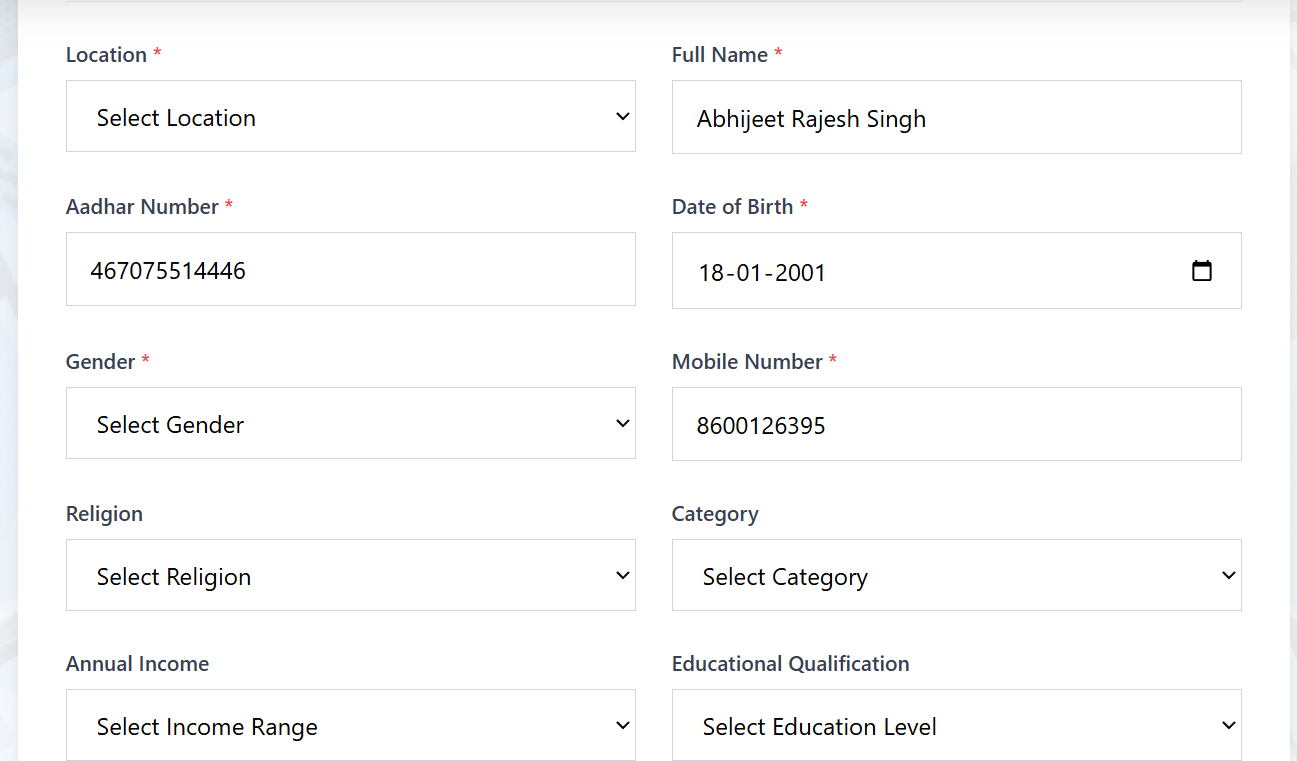 Location *
Full Name *
Select Location
Abhijeet Rajesh Singh
Aadhar Number *
Date of Birth *
467075514446
18-01-2001
Gender *
Mobile Number *
Select Gender
8600126395
Religion
Category
Select Religion
Select Category
Annual Income
Educational Qualification
Select Income Range
Select Education Level